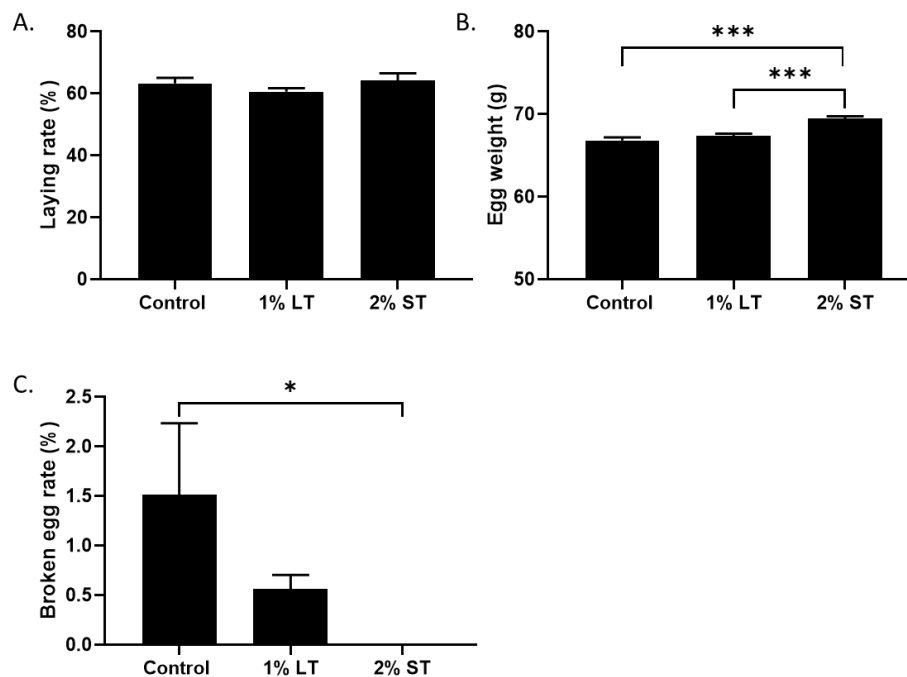 A.
Laying rate (%)
80
60
40
20
0
Control 1% LT 2% ST
B.
Egg weight (g)
80
70
60
50
***
***
Control 1% LT 2% ST
C.
Broken egg rate (%)
2.5
2.0
1.5
1.0
0.5
0.0
*
Control 1% LT 2% ST